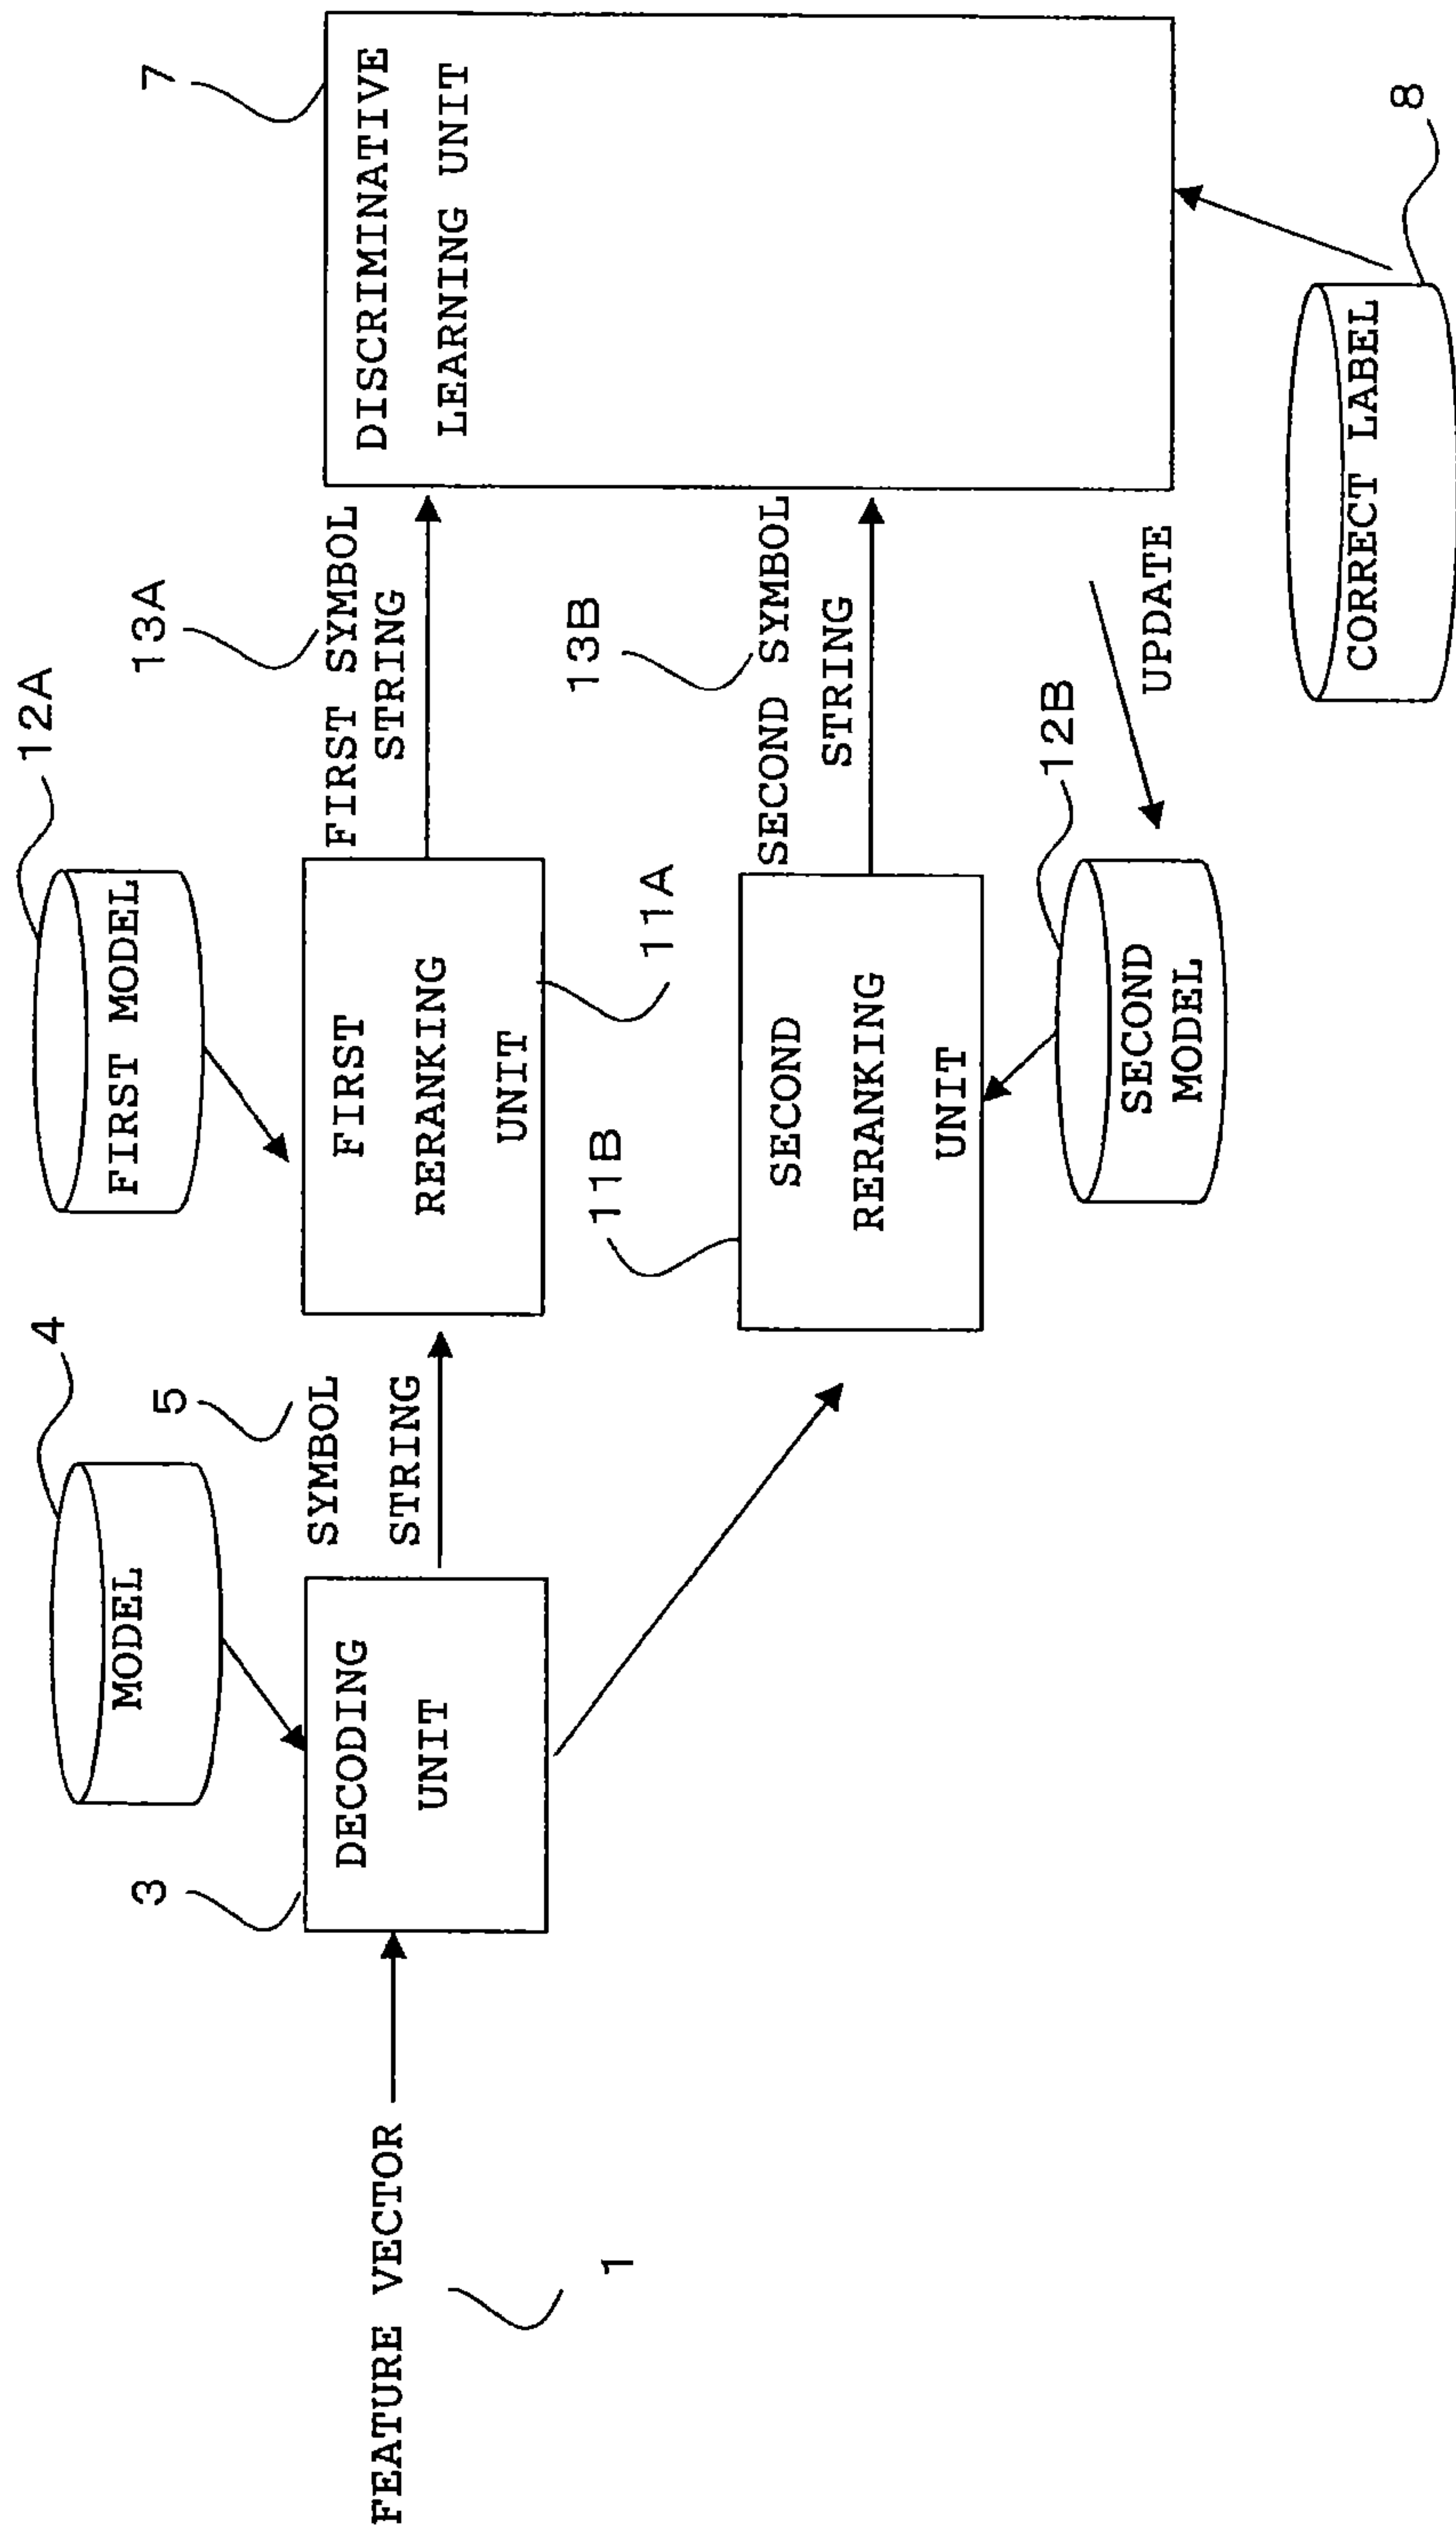 FEATURE VECTOR
1
3
DECODING
UNIT
4
MODEL
5
SYMBOL
STRING
12A
FIRST MODEL
FIRST
RERANKING
UNIT
11A
11B
SECOND
RERANKING
UNIT
12B
SECOND
MODEL
13A
FIRST SYMBOL
STRING
13B
SECOND SYMBOL
STRING
UPDATE
7
DISCRIMINATIVE
LEARNING UNIT
8
CORRECT LABEL